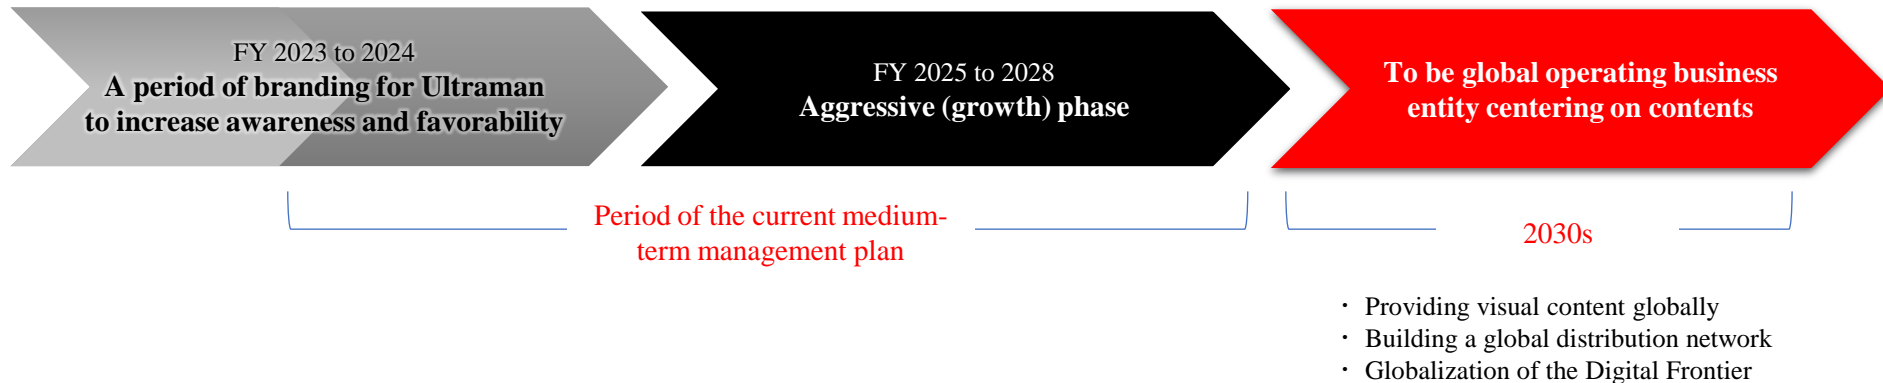 FY 2023 to 2024
A period of branding for Ultraman
to increase awareness and favorability
FY 2025 to 2028
Aggressive (growth) phase
To be global operating business
entity centering on contents
Period of the current medium-
term management plan
2030s
・ Providing visual content globally
・ Building a global distribution network
・ Globalization of the Digital Frontier